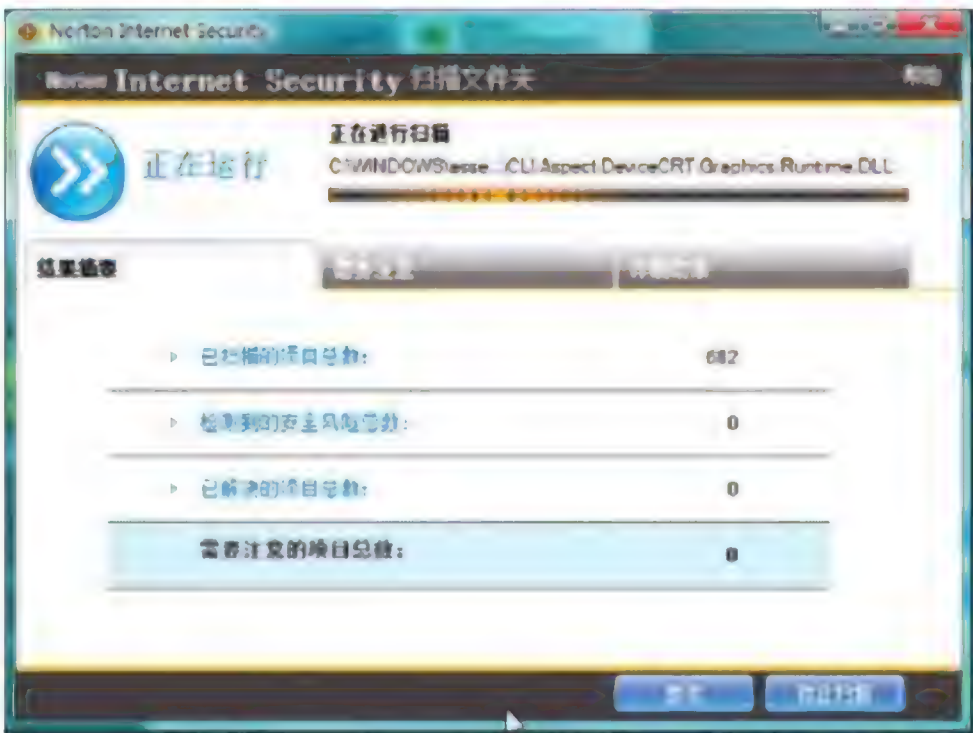 Norton Internet Security
Norton Internet Security 扫描文件夹
帮助
正在运行
正在进行扫描
C:\WINDOWS\asse...\CLI.Aspect.DeviceCRT.Graphics.Runtime.DLL
结果摘要
已扫描的项目总数:
682
检测到的安全风险总数:
0
已解决的项目总数:
0
需要注意的项目总数:
0